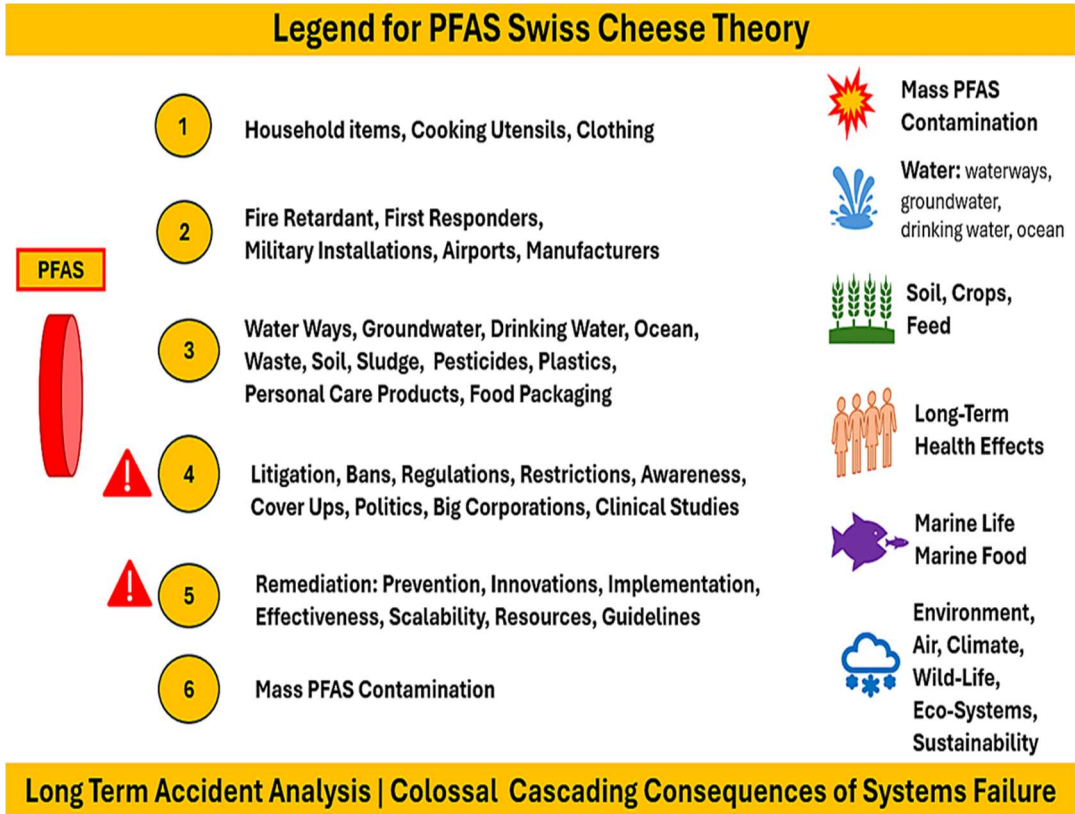 Legend for PFAS Swiss Cheese Theory
PFAS
1
Household items, Cooking Utensils, Clothing
2
Fire Retardant, First Responders,
Military Installations, Airports, Manufacturers
3
Water Ways, Groundwater, Drinking Water, Ocean,
Waste, Soil, Sludge, Pesticides, Plastics,
Personal Care Products, Food Packaging
!
4
Litigation, Bans, Regulations, Restrictions, Awareness,
Cover Ups, Politics, Big Corporations, Clinical Studies
!
5
Remediation: Prevention, Innovations, Implementation,
Effectiveness, Scalability, Resources, Guidelines
6
Mass PFAS Contamination
Mass PFAS
Contamination
Water: waterways,
groundwater,
drinking water, ocean
Soil, Crops,
Feed
Long-Term
Health Effects
Marine Life
Marine Food
Environment,
Air, Climate,
Wild-Life,
Eco-Systems,
Sustainability
Long Term Accident Analysis | Colossal Cascading Consequences of Systems Failure